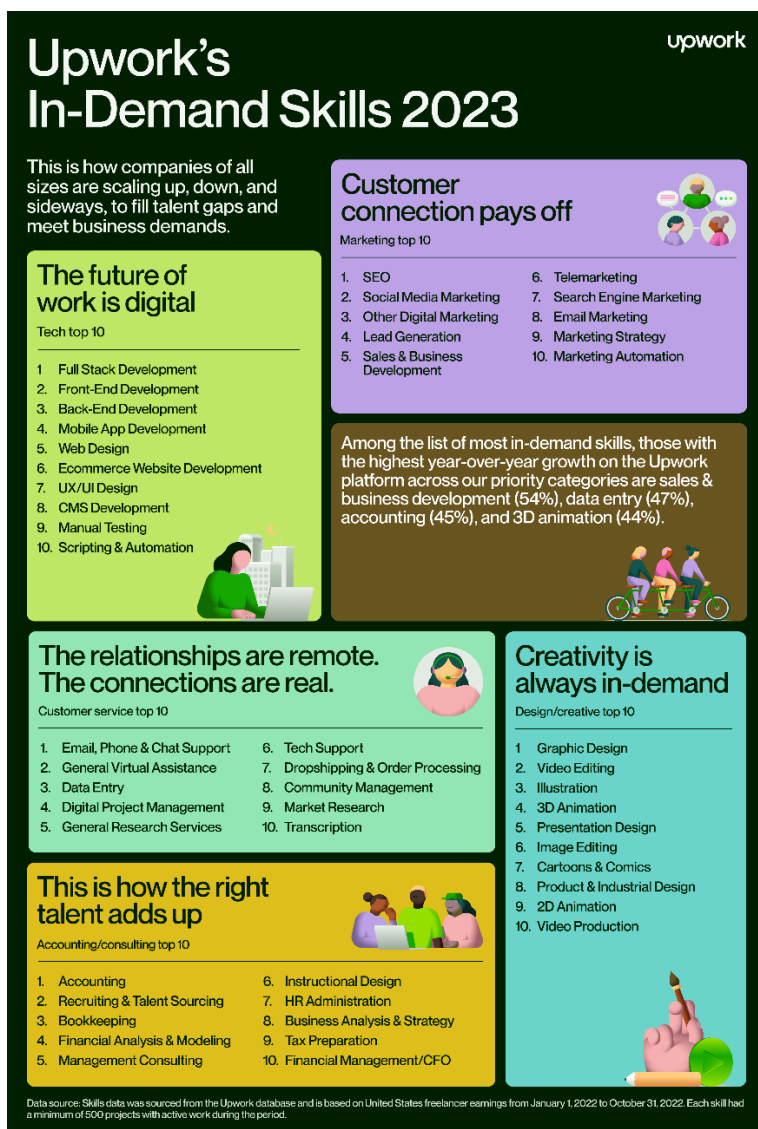 upwork
Upwork's
In-Demand Skills 2023
This is how companies of all
sizes are scaling up, down, and
sideways, to fill talent gaps and
meet business demands.
The future of
work is digital
Tech top 10
1 Full Stack Development
2. Front-End Development
3. Back-End Development
4. Mobile App Development
5. Web Design
6. Ecommerce Website Development
7. UX/UI Design
8. CMS Development
9. Manual Testing
10. Scripting & Automation
Customer
connection pays off
Marketing top 10
1. SEO
2. Social Media Marketing
3. Other Digital Marketing
4. Lead Generation
5. Sales & Business
Development
6. Telemarketing
7. Search Engine Marketing
8. Email Marketing
9. Marketing Strategy
10. Marketing Automation
Among the list of most in-demand skills, those with
the highest year-over-year growth on the Upwork
platform across our priority categories are sales &
business development (54%), data entry (47%),
accounting (45%), and 3D animation (44%).
The relationships are remote.
The connections are real.
Customer service top 10
1. Email, Phone & Chat Support
2. General Virtual Assistance
3. Data Entry
4. Digital Project Management
5. General Research Services
6. Tech Support
7. Dropshipping & Order Processing
8. Community Management
9. Market Research
10. Transcription
Creativity is
always in-demand
Design/creative top 10
1 Graphic Design
2. Video Editing
3. Illustration
4. 3D Animation
5. Presentation Design
6. Image Editing
7. Cartoons & Comics
8. Product & Industrial Design
9. 2D Animation
10. Video Production
This is how the right
talent adds up
Accounting/consulting top 10
1. Accounting
2. Recruiting & Talent Sourcing
3. Bookkeeping
4. Financial Analysis & Modeling
5. Management Consulting
6. Instructional Design
7. HR Administration
8. Business Analysis & Strategy
9. Tax Preparation
10. Financial Management/CFO
Data source: Skills data was sourced from the Upwork database and is based on United States freelancer earnings from January 1, 2022 to October 31, 2022. Each skill had
a minimum of 500 projects with active work during the period.